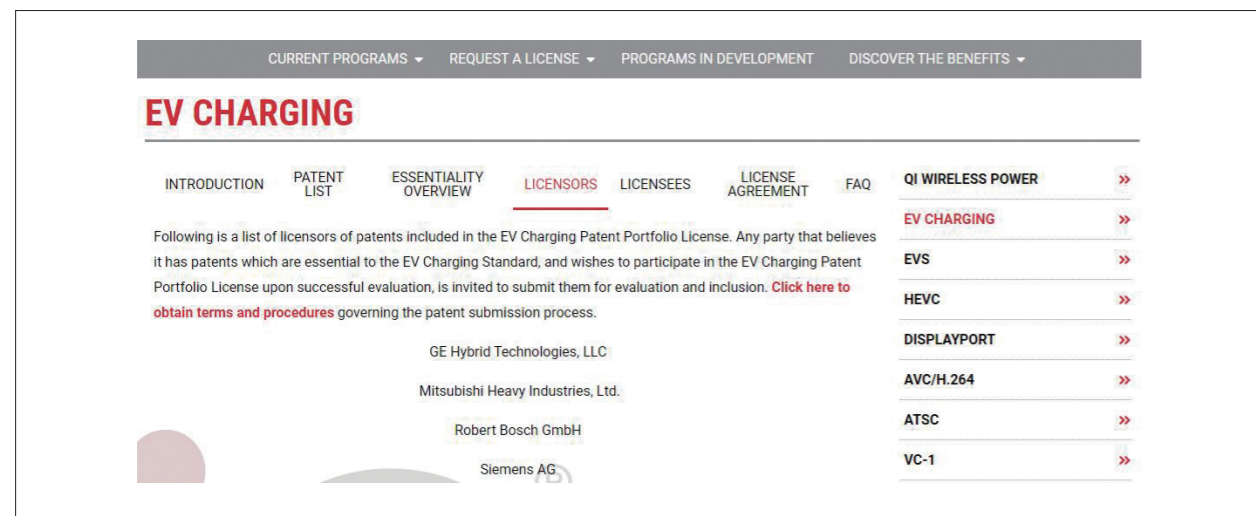 CURRENT PROGRAMS REQUEST A LICENSE PROGRAMS IN DEVELOPMENT DISCOVER THE BENEFITS
EV CHARGING
INTRODUCTION PATENT LIST ESSENTIALITY OVERVIEW LICENSORS LICENSEES LICENSE AGREEMENT FAQ
Following is a list of licensors of patents included in the EV Charging Patent Portfolio License. Any party that believes
it has patents which are essential to the EV Charging Standard, and wishes to participate in the EV Charging Patent
Portfolio License upon successful evaluation, is invited to submit them for evaluation and inclusion. Click here to
obtain terms and procedures governing the patent submission process.
GE Hybrid Technologies, LLC
Mitsubishi Heavy Industries, Ltd.
Robert Bosch GmbH
Siemens AG
®
QI WIRELESS POWER »
EV CHARGING »
EVS »
HEVC »
DISPLAYPORT »
AVC/H.264 »
ATSC »
VC-1 »